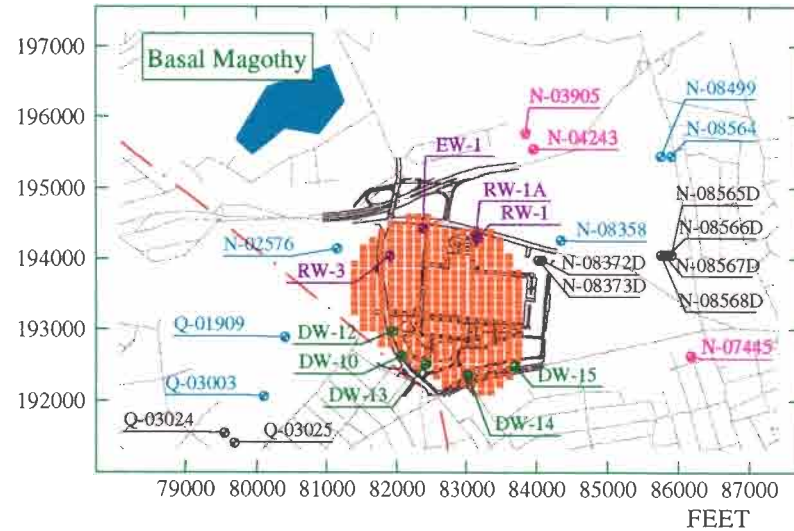 197000
Basal Magothy
196000
N-03905
N-08499
N-04243
N-08564
EW-1
195000
RW-1A
N-08565D
RW-1
N-08566D
194000
N-02576
N-08358
N-08372D
N-08567D
RW-3
N-08373D
N-08568D
193000
Q-01909
DW-12
DW-10
N-07445
Q-03003
DW-13
DW-15
192000
Q-03024
Q-03025
DW-14
79000 80000 81000 82000 83000 84000 85000 86000 87000
FEET